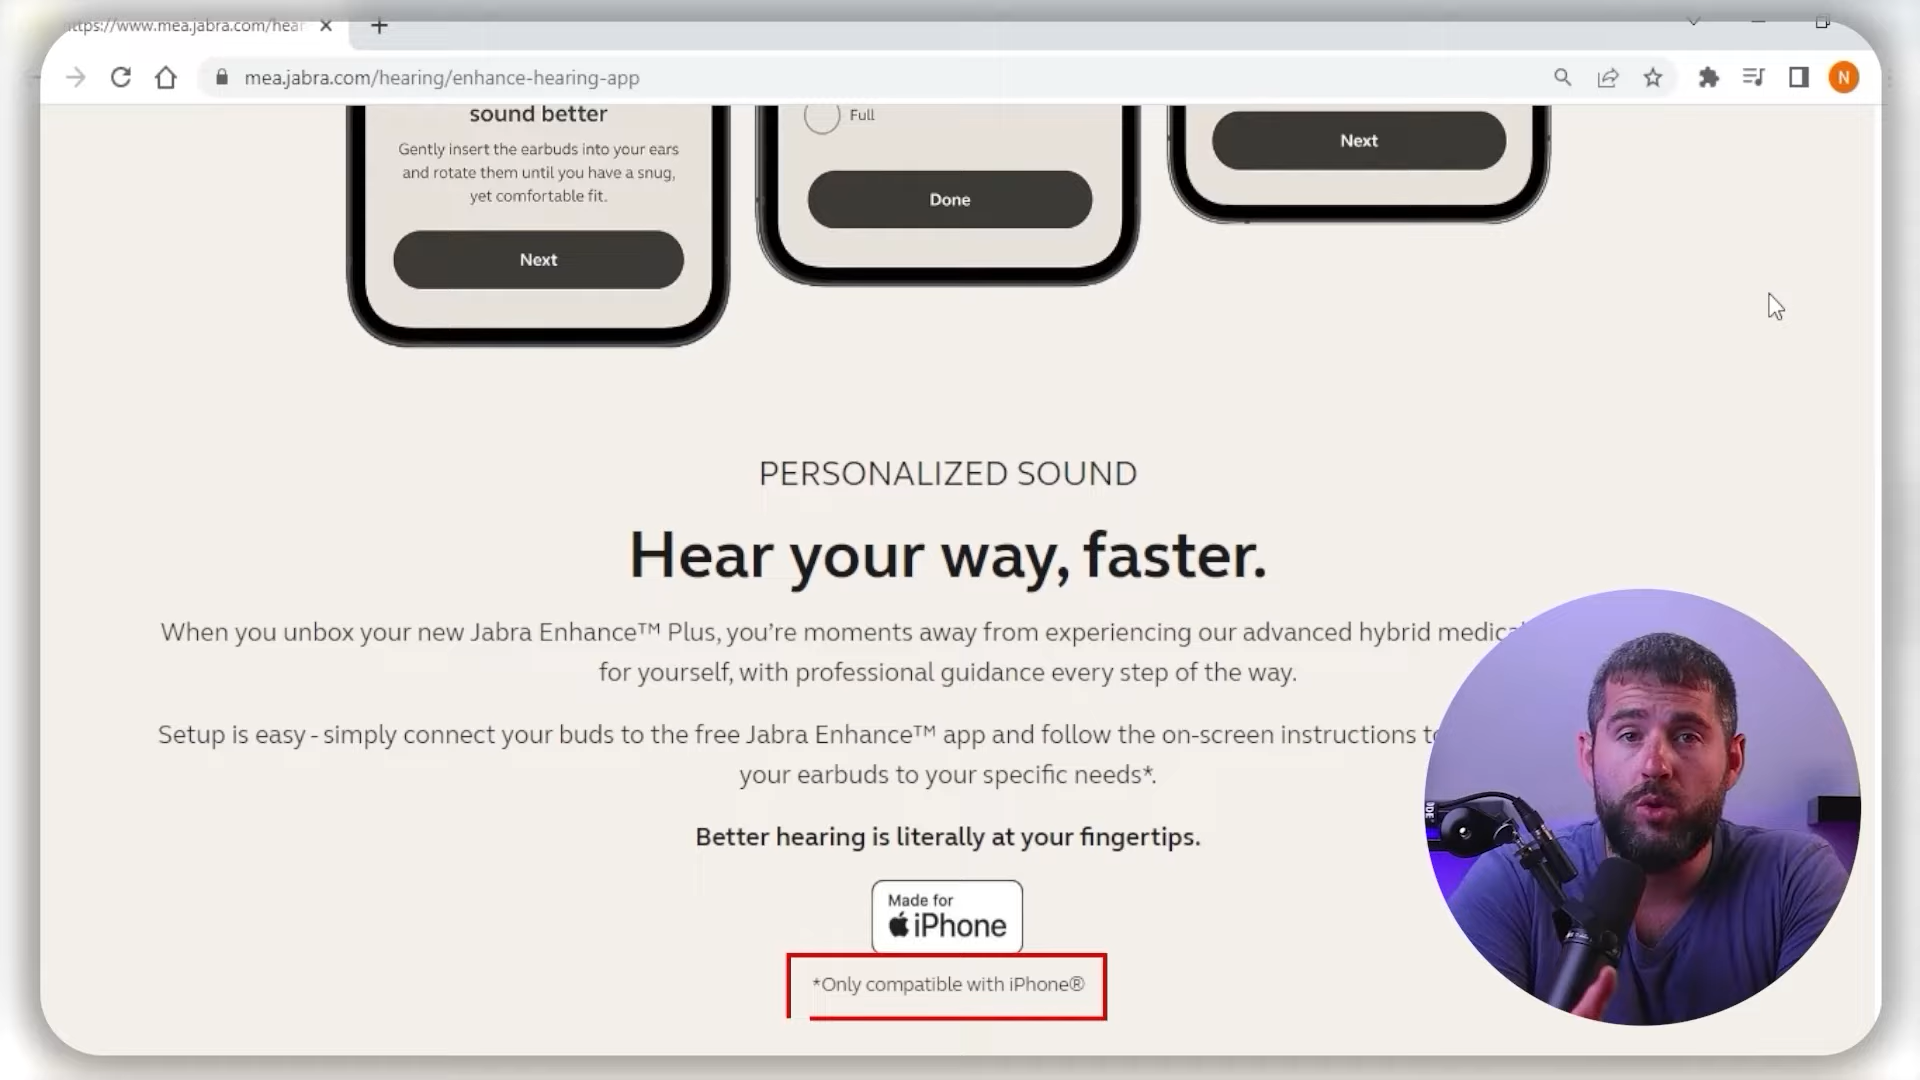 https://www.mea.jabra.com/hear
mea.jabra.com/hearing/enhance-hearing-app
N
sound better
Gently insert the earbuds into your ears
and rotate them until you have a snug,
yet comfortable fit.
Next
Full
Done
Next
PERSONALIZED SOUND
Hear your way, faster.
When you unbox your new Jabra Enhance™ Plus, you're moments away from experiencing our advanced hybrid medical
for yourself, with professional guidance every step of the way.
Setup is easy - simply connect your buds to the free Jabra Enhance™ app and follow the on-screen instructions to
your earbuds to your specific needs*.
Better hearing is literally at your fingertips.
Made for
iPhone
*Only compatible with iPhone®